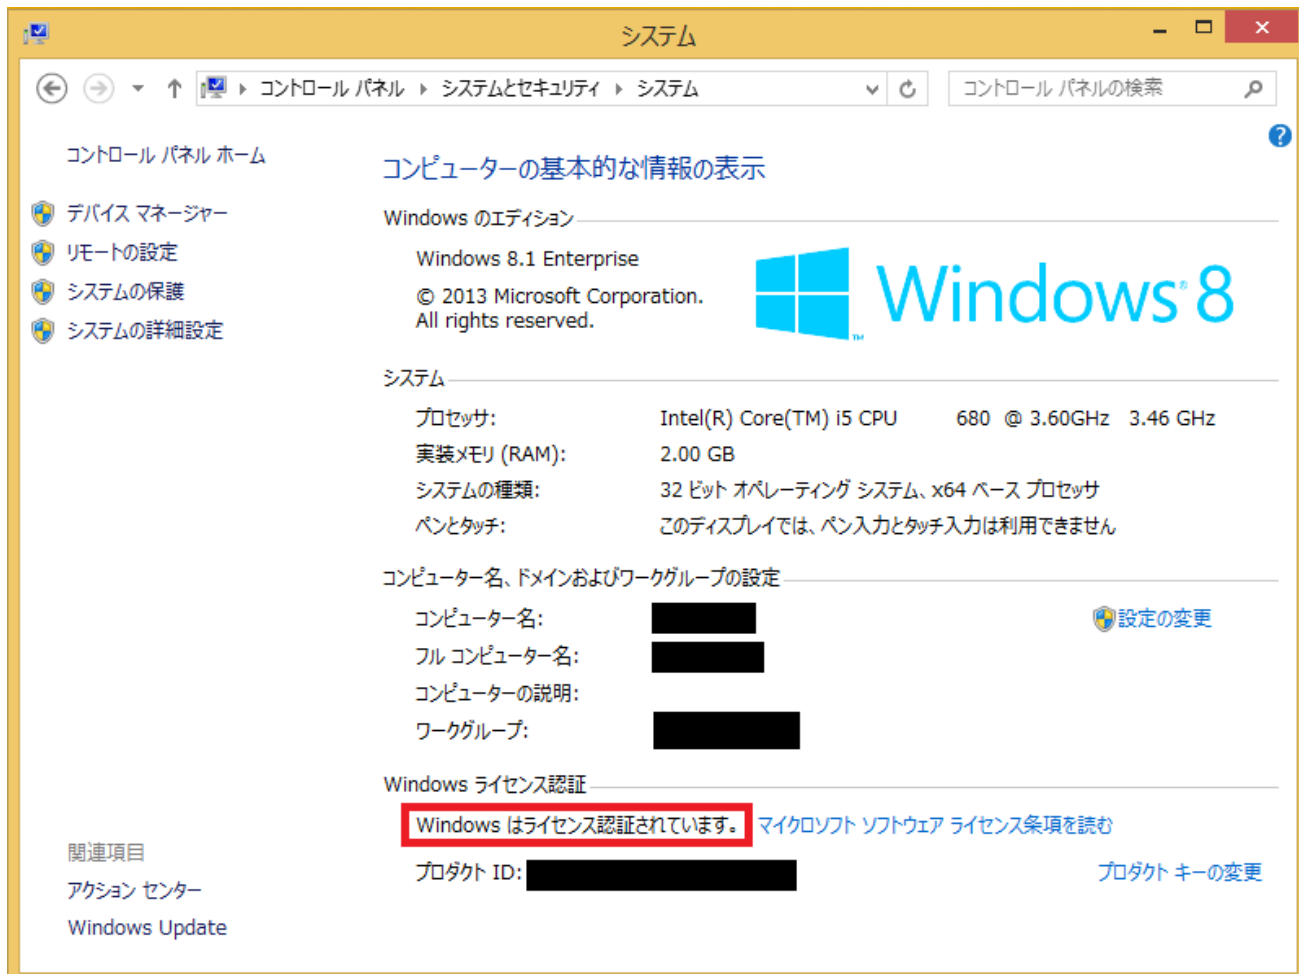 システム
コントロール パネル ▸ システムとセキュリティ ▸ システム
コントロール パネルの検索
コントロール パネル ホーム
デバイス マネージャー
リモートの設定
システムの保護
システムの詳細設定
コンピューターの基本的な情報の表示
Windows のエディション
Windows 8.1 Enterprise
© 2013 Microsoft Corporation.
All rights reserved.
Windows 8
システム
プロセッサ: Intel(R) Core(TM) i5 CPU 680 @ 3.60GHz 3.46 GHz
実装メモリ (RAM): 2.00 GB
システムの種類: 32 ビット オペレーティング システム、x64 ベース プロセッサ
ペンとタッチ: このディスプレイでは、ペン入力とタッチ入力は利用できません
コンピューター名、ドメインおよびワークグループの設定
コンピューター名: 設定の変更
フル コンピューター名:
コンピューターの説明:
ワークグループ:
Windows ライセンス認証
Windows はライセンス認証されています。 マイクロソフト ソフトウェア ライセンス条項を読む
プロダクト ID: プロダクト キーの変更
関連項目
アクション センター
Windows Update